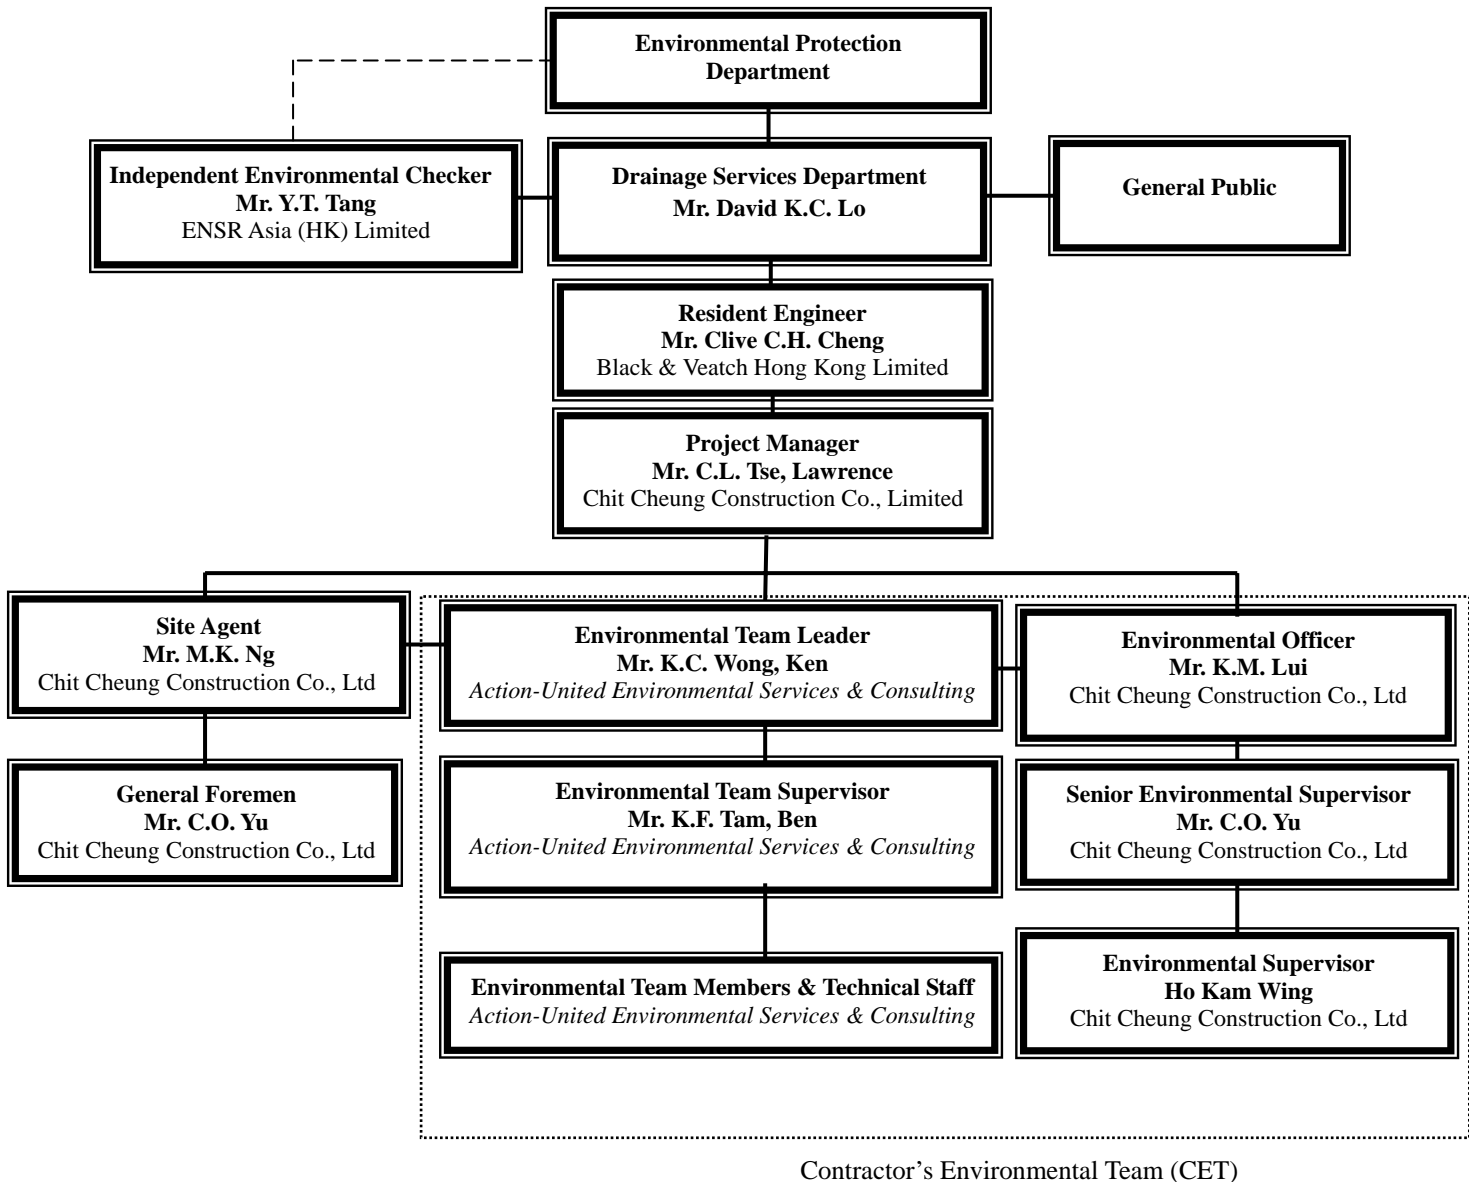 Environmental Protection
Department
Independent Environmental Checker
Mr. Y.T. Tang
ENSR Asia (HK) Limited
Drainage Services Department
Mr. David K.C. Lo
General Public
Resident Engineer
Mr. Clive C.H. Cheng
Black & Veatch Hong Kong Limited
Project Manager
Mr. C.L. Tse, Lawrence
Chit Cheung Construction Co., Limited
Site Agent
Mr. M.K. Ng
Chit Cheung Construction Co., Ltd
Environmental Team Leader
Mr. K.C. Wong, Ken
Action-United Environmental Services & Consulting
Environmental Officer
Mr. K.M. Lui
Chit Cheung Construction Co., Ltd
General Foremen
Mr. C.O. Yu
Chit Cheung Construction Co., Ltd
Environmental Team Supervisor
Mr. K.F. Tam, Ben
Action-United Environmental Services & Consulting
Senior Environmental Supervisor
Mr. C.O. Yu
Chit Cheung Construction Co., Ltd
Environmental Team Members & Technical Staff
Action-United Environmental Services & Consulting
Environmental Supervisor
Ho Kam Wing
Chit Cheung Construction Co., Ltd
Contractor’s Environmental Team (CET)